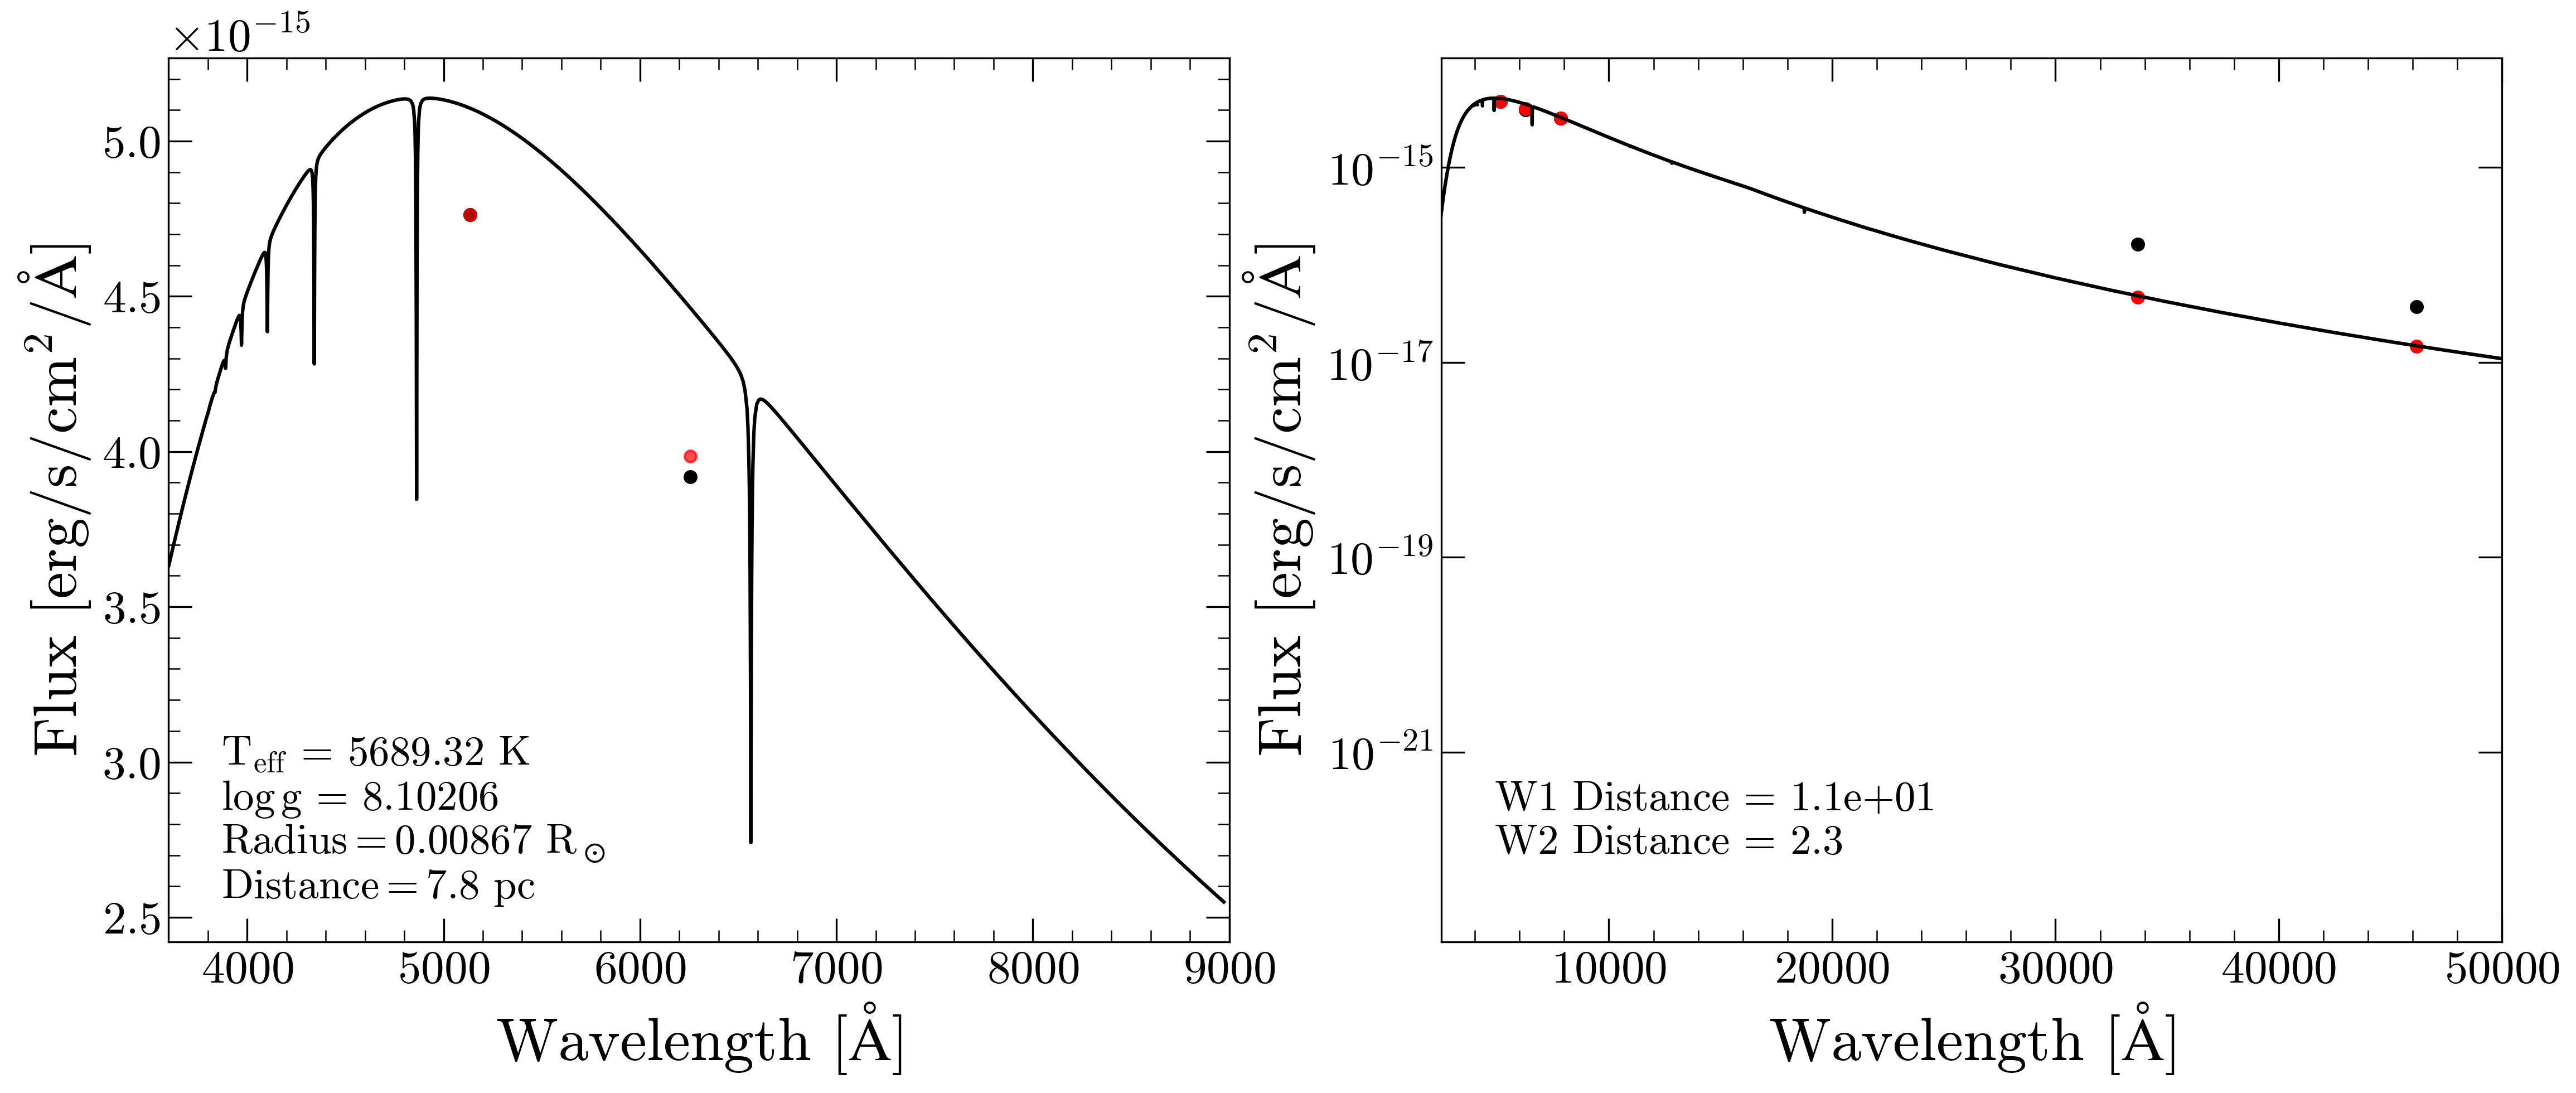 ×10⁻¹⁵
Flux [erg/s/cm²/Å]
5.0
4.5
4.0
3.5
3.0
2.5
T_eff = 5689.32 K
log g = 8.10206
Radius = 0.00867 R_⊙
Distance = 7.8 pc
4000 5000 6000 7000 8000 9000
Wavelength [Å]
Flux [erg/s/cm²/Å]
10⁻¹⁵
10⁻¹⁷
10⁻¹⁹
10⁻²¹
W1 Distance = 1.1e+01
W2 Distance = 2.3
10000 20000 30000 40000 50000
Wavelength [Å]